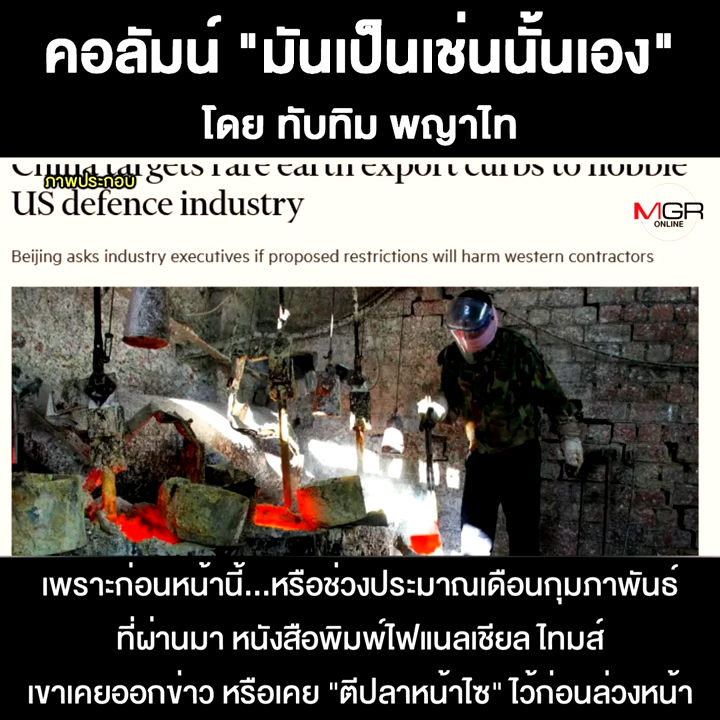 คอลัมน์ "มันเป็นเช่นนั้นเอง"
โดย ทับทิม พญาไท
China targets rare earth export curbs to hobble
ภาพประกอบ
US defence industry
MGR
ONLINE
Beijing asks industry executives if proposed restrictions will harm western contractors
เพราะก่อนหน้านี้...หรือช่วงประมาณเดือนกุมภาพันธ์
ที่ผ่านมา หนังสือพิมพ์ไฟแนลเชียล ไทมส์
เขาเคยออกข่าว หรือเคย "ตีปลาหน้าไซ" ไว้ก่อนล่วงหน้า